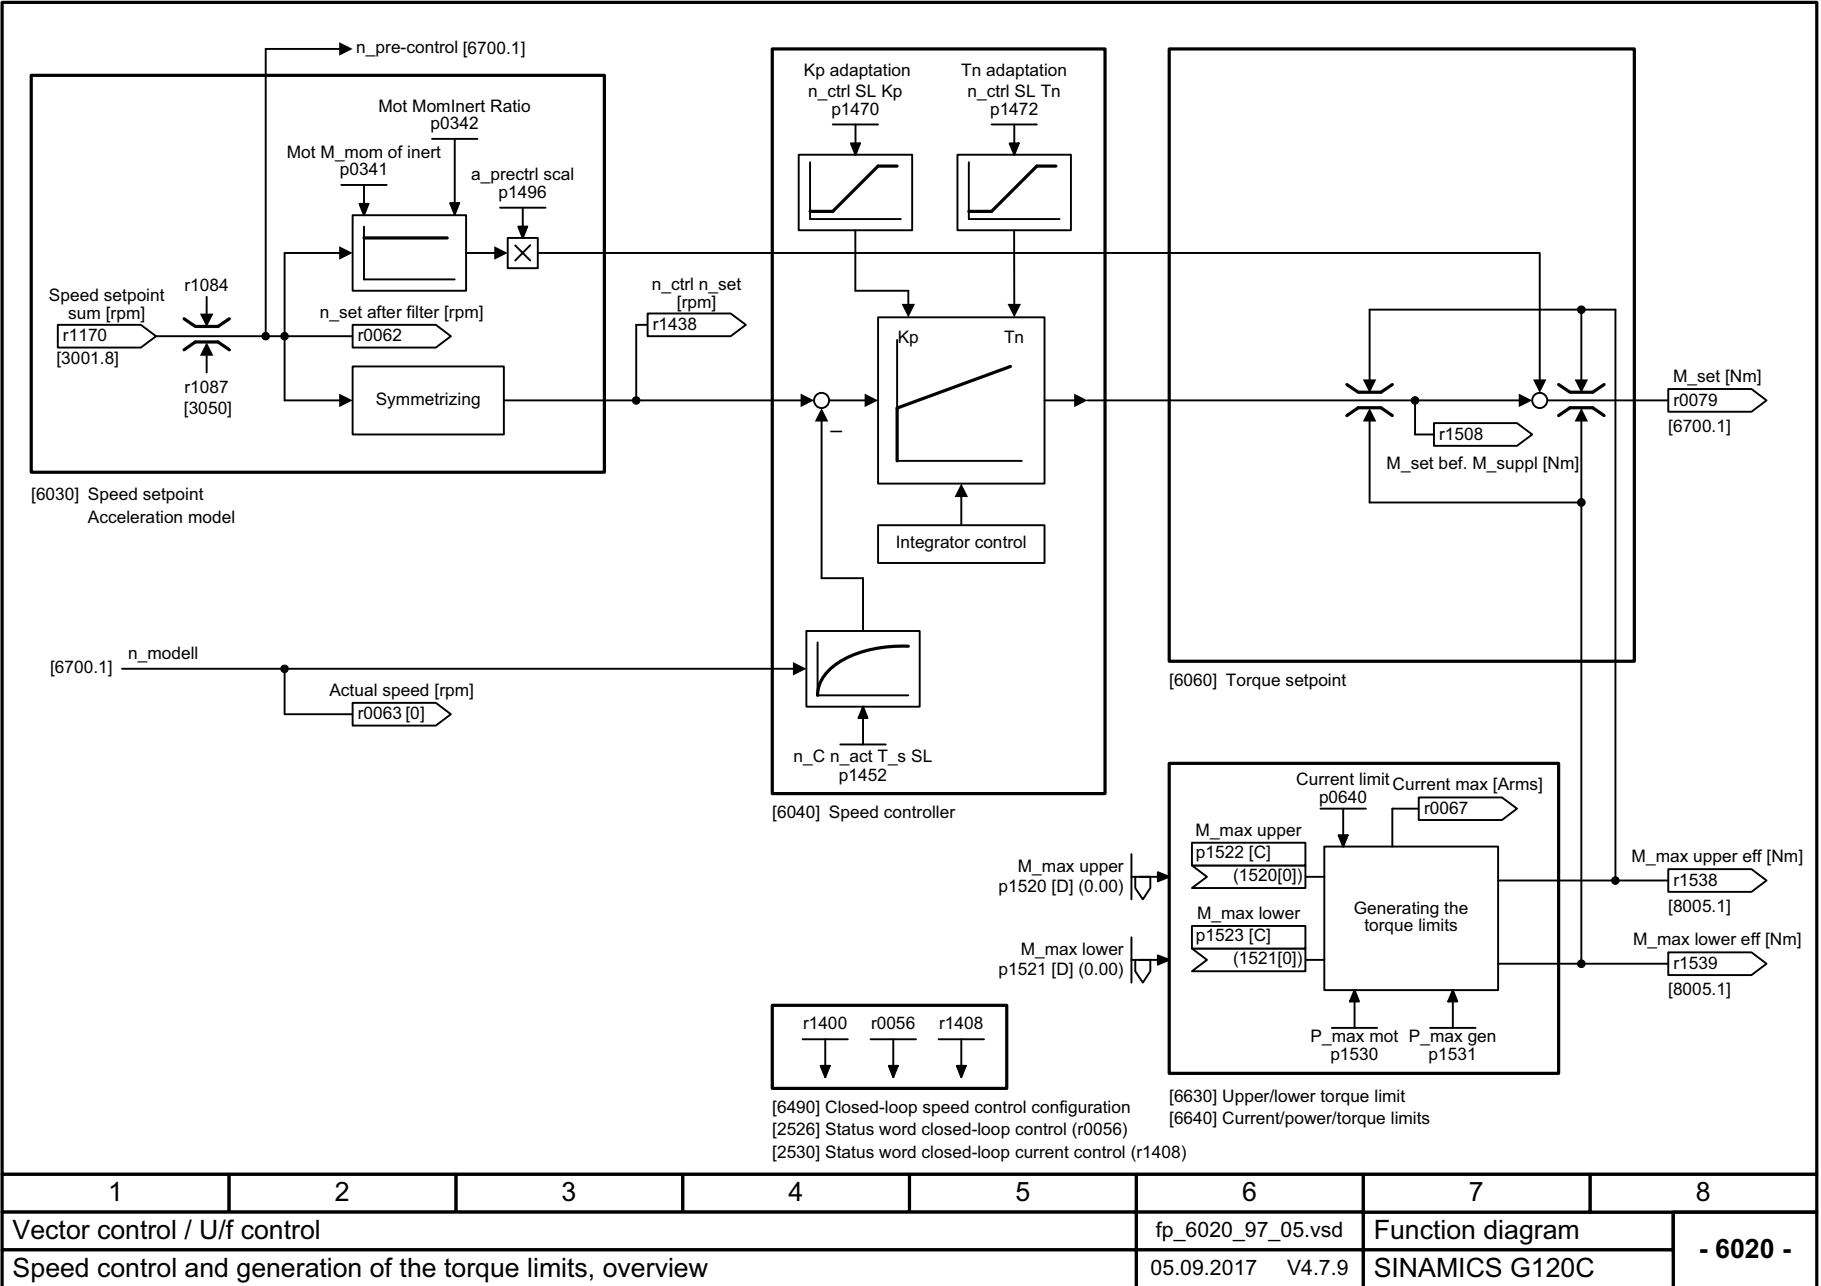 n_pre-control [6700.1]
Mot MomInert Ratio
p0342
Mot M_mom of inert
p0341
a_prectrl scal
p1496
Speed setpoint
sum [rpm]
r1170
[3001.8]
r1084
r1087
[3050]
n_set after filter [rpm]
r0062
Symmetrizing
[6030] Speed setpoint
Acceleration model
n_ctrl n_set
[rpm]
r1438
[6700.1]
n_modell
Actual speed [rpm]
r0063 [0]
Kp adaptation
n_ctrl SL Kp
p1470
Tn adaptation
n_ctrl SL Tn
p1472
Kp
Tn
–
Integrator control
n_C n_act T_s SL
p1452
[6040] Speed controller
r1508
M_set bef. M_suppl [Nm]
M_set [Nm]
r0079
[6700.1]
[6060] Torque setpoint
Current limit
p0640
Current max [Arms]
r0067
M_max upper
p1520 [D] (0.00)
M_max upper
p1522 [C]
(1520[0])
M_max lower
p1521 [D] (0.00)
M_max lower
p1523 [C]
(1521[0])
Generating the
torque limits
P_max mot
p1530
P_max gen
p1531
M_max upper eff [Nm]
r1538
[8005.1]
M_max lower eff [Nm]
r1539
[8005.1]
[6630] Upper/lower torque limit
[6640] Current/power/torque limits
r1400 r0056 r1408
[6490] Closed-loop speed control configuration
[2526] Status word closed-loop control (r0056)
[2530] Status word closed-loop current control (r1408)
1 2 3 4 5 6 7 8
Vector control / U/f control
fp_6020_97_05.vsd
Function diagram
- 6020 -
Speed control and generation of the torque limits, overview
05.09.2017 V4.7.9
SINAMICS G120C